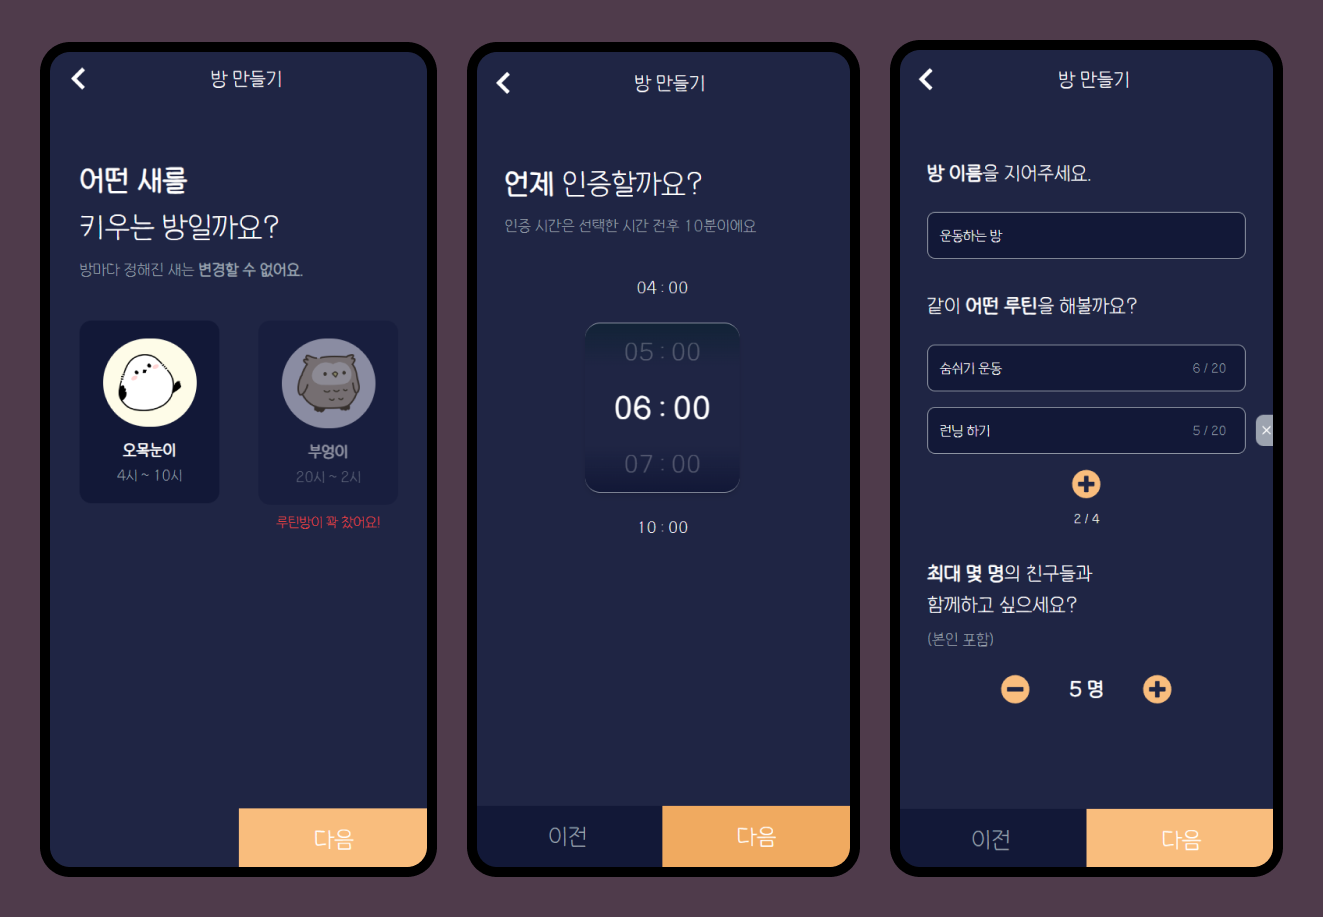 방 만들기
어떤 새를
키우는 방일까요?
방마다 정해진 새는 변경할 수 없어요.
오목눈이
4시 ~ 10시
부엉이
20시 ~ 2시
루틴방이 꽉 찼어요!
다음
방 만들기
언제 인증할까요?
인증 시간은 선택한 시간 전후 10분이에요
04 : 00
05 : 00
06 : 00
07 : 00
10 : 00
이전
다음
방 만들기
방 이름을 지어주세요.
운동하는 방
같이 어떤 루틴을 해볼까요?
숨쉬기 운동 6 / 20
런닝 하기 5 / 20
2 / 4
최대 몇 명의 친구들과
함께하고 싶으세요?
(본인 포함)
5 명
이전
다음